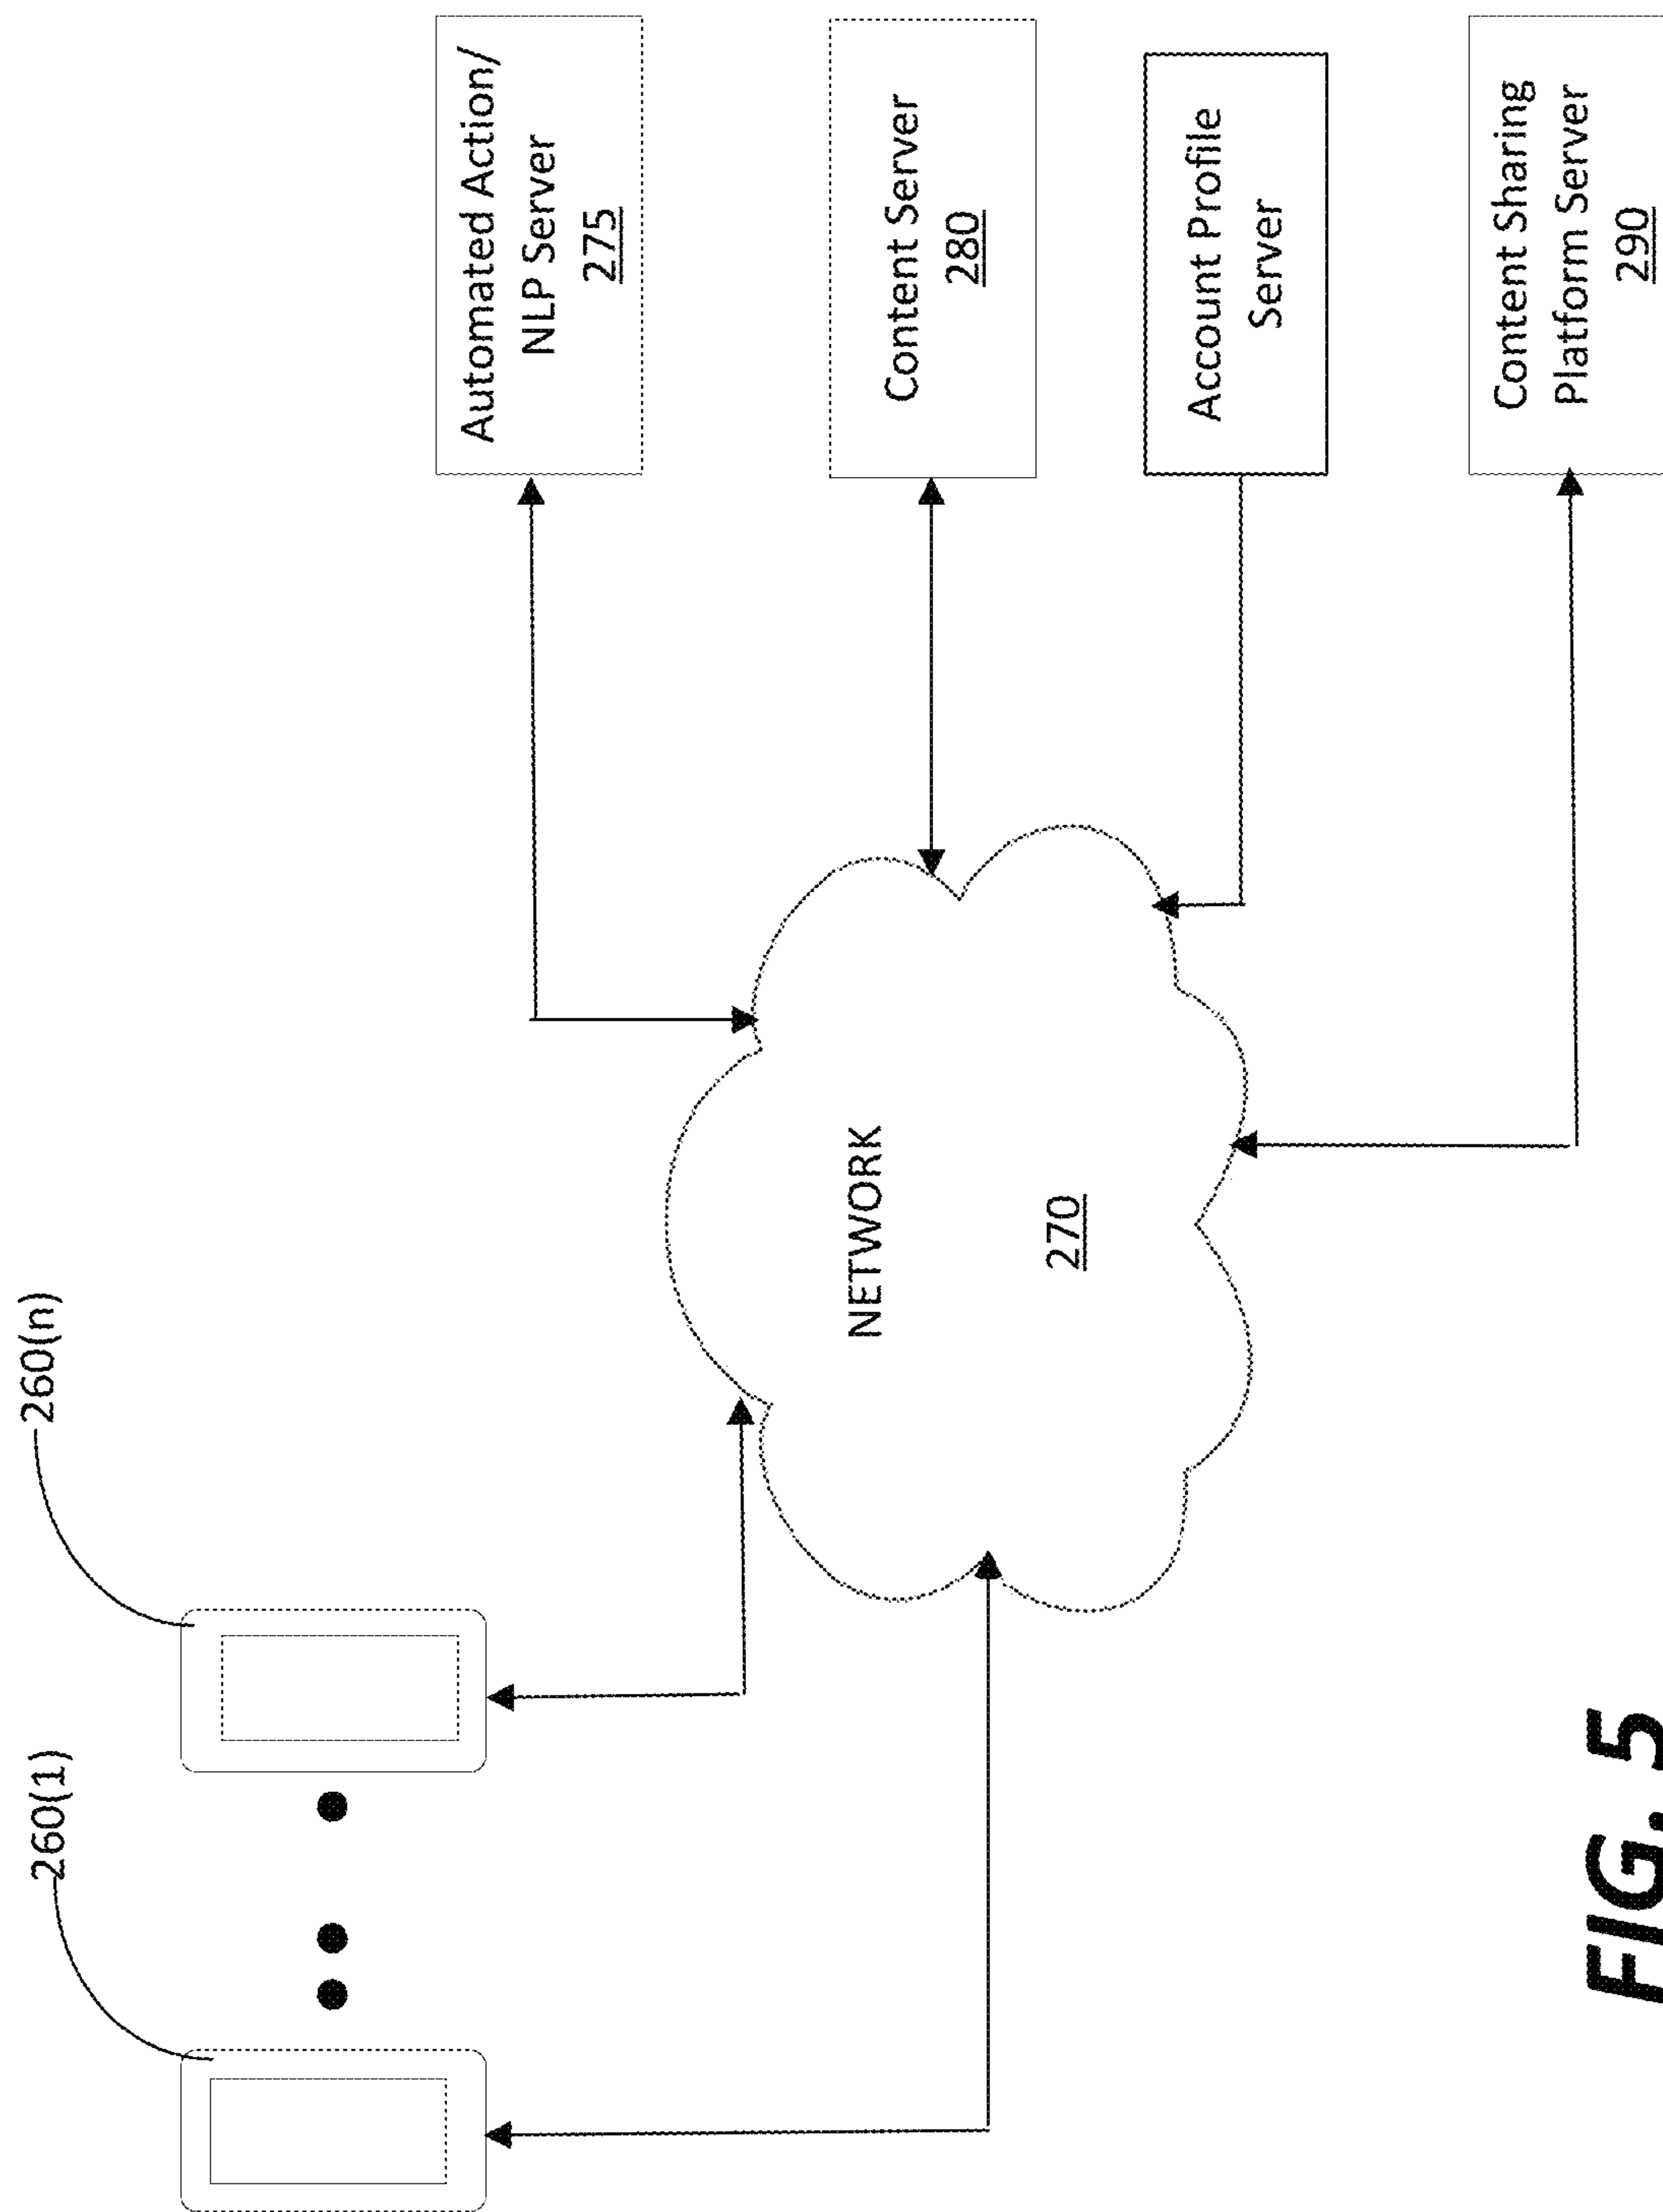 260(1)
260(n)
Automated Action/
NLP Server
275
NETWORK
270
Content Server
280
Account Profile
Server
Content Sharing
Platform Server
290
FIG. 5